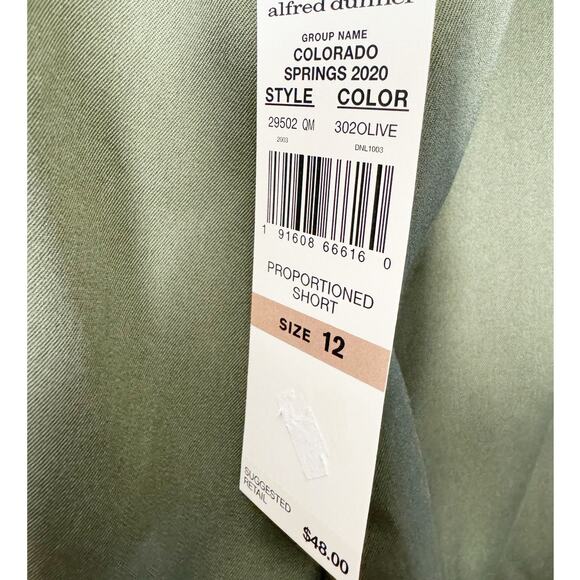 alfred dunner
GROUP NAME
COLORADO
SPRINGS 2020
STYLE COLOR
29502 QM 302OLIVE
2003 DNL1003
1 91608 66616 0
PROPORTIONED
SHORT
SIZE 12
SUGGESTED
RETAIL
$48.00